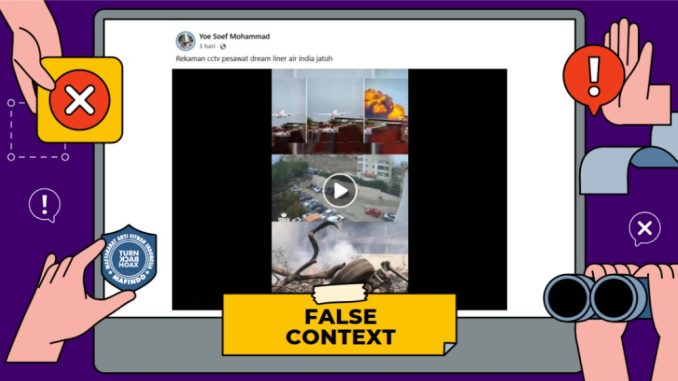 Yoe Soef Mohammad
3 hari ·
Rekaman cctv pesawat dream liner air india jatuh
MASYARAKAT ANTI FITNAH INDONESIA
TURN
BACK
HOAX
MAFINDO
FALSE
CONTEXT